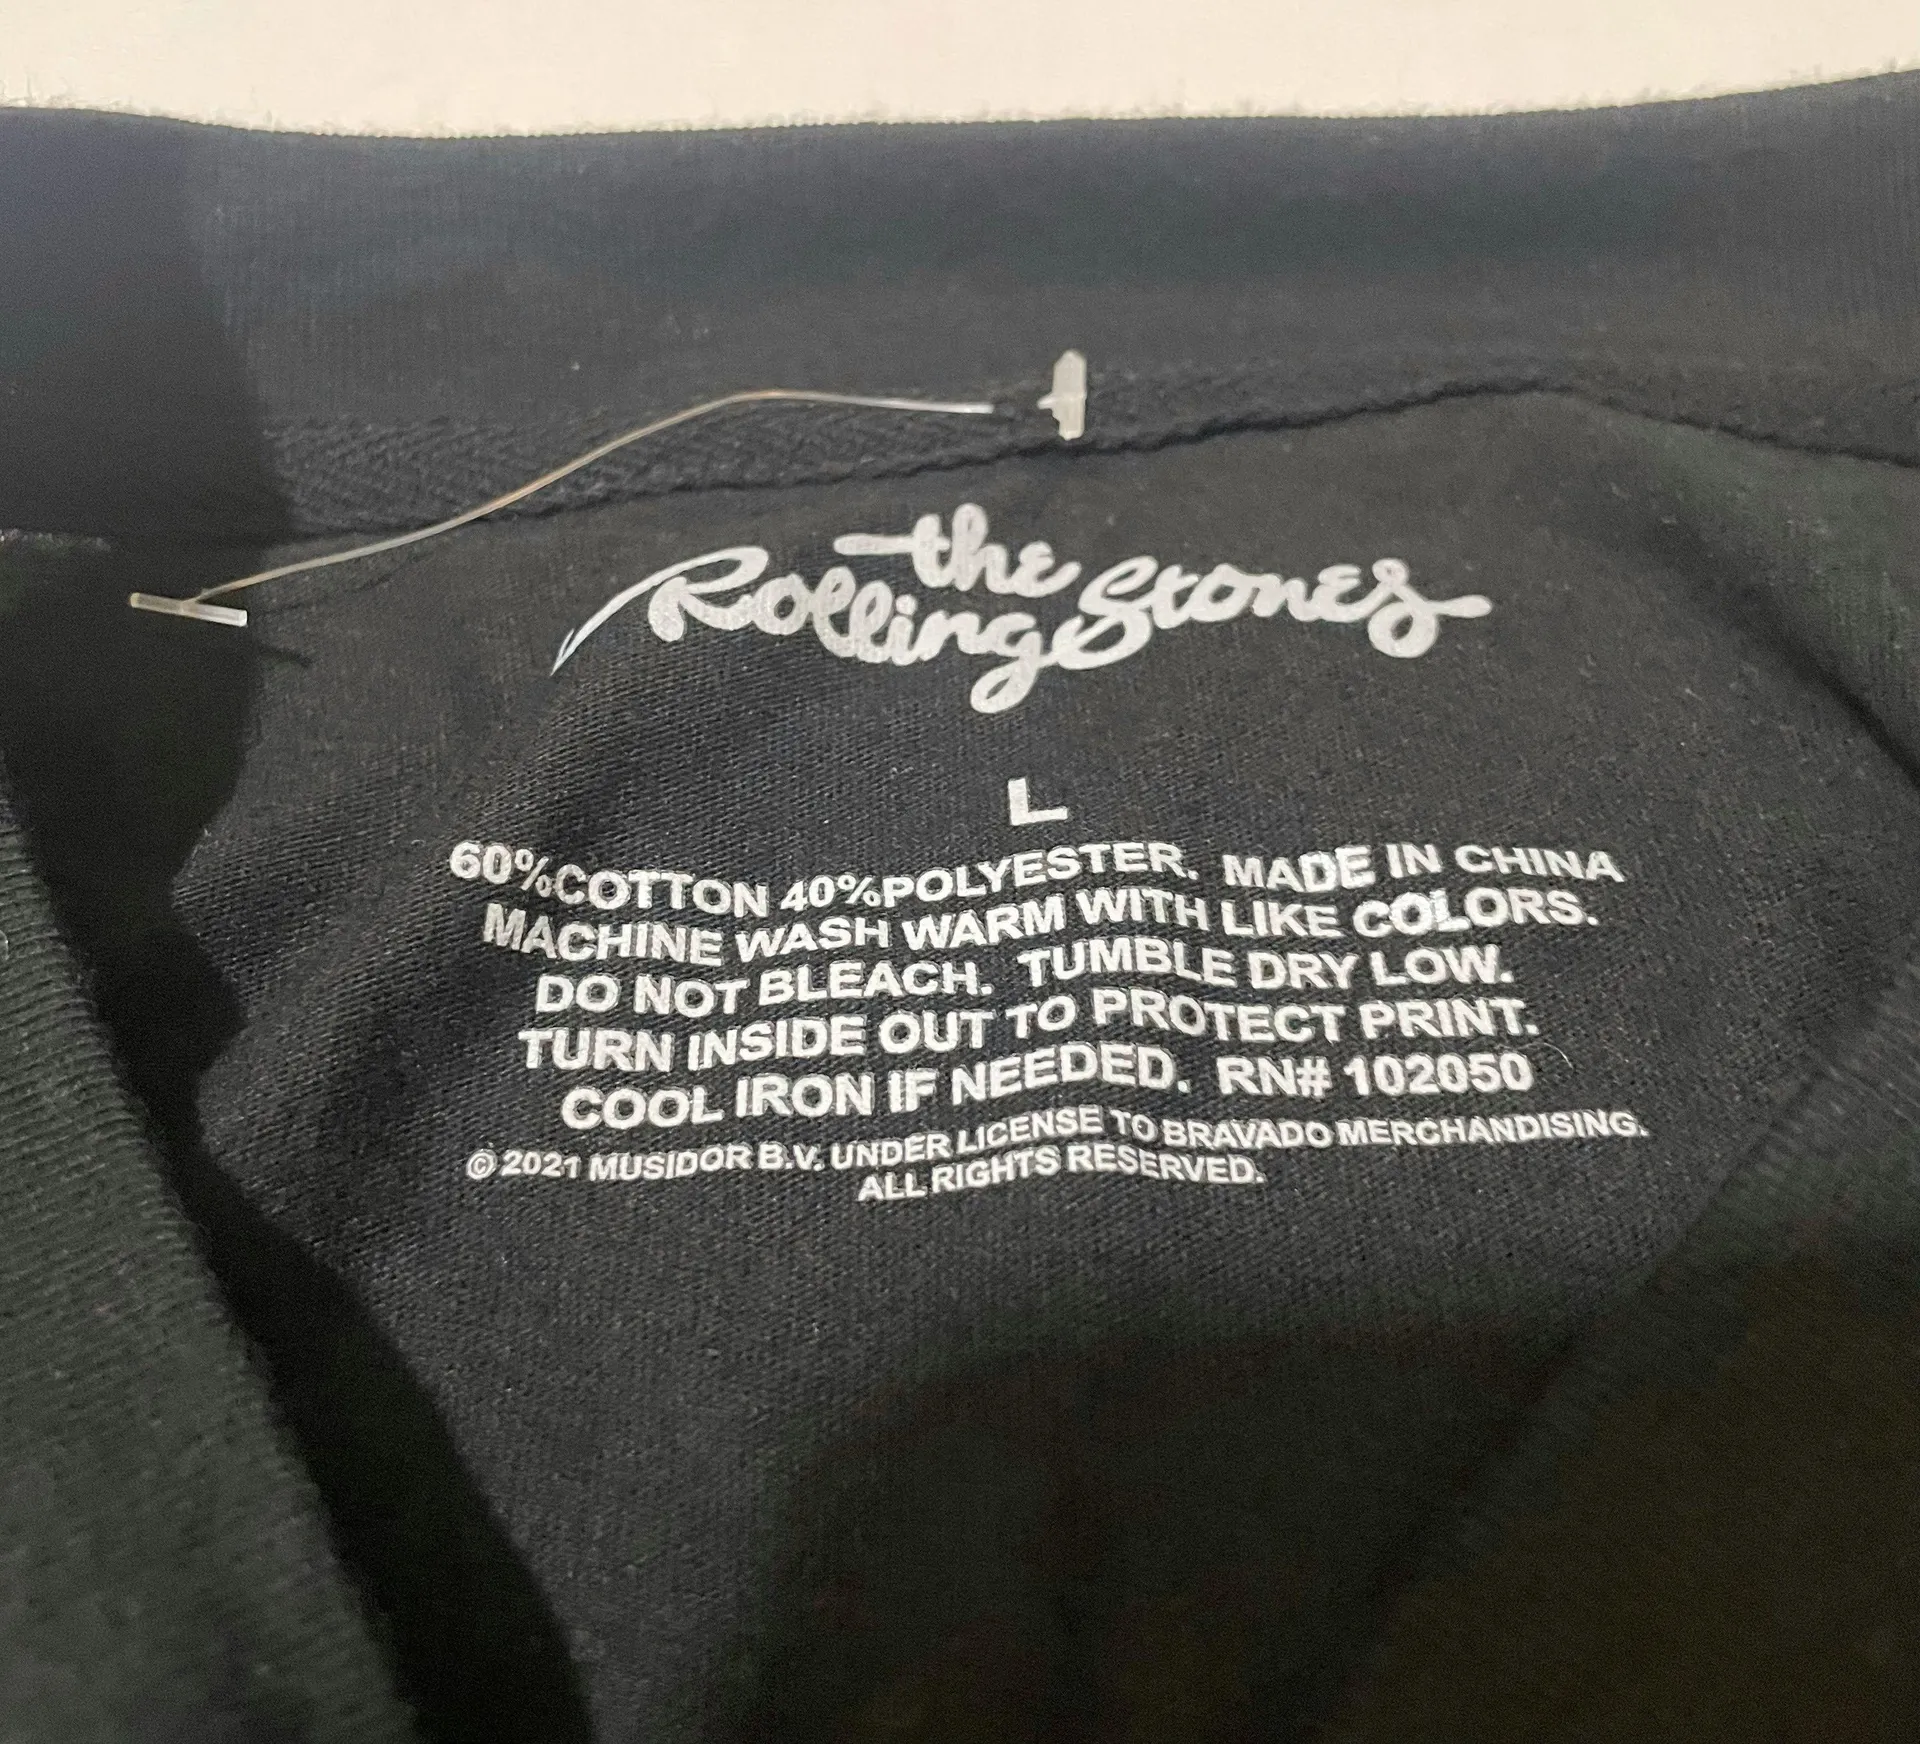 the
Rolling Stones
L
60%COTTON 40%POLYESTER. MADE IN CHINA
MACHINE WASH WARM WITH LIKE COLORS.
DO NOT BLEACH. TUMBLE DRY LOW.
TURN INSIDE OUT TO PROTECT PRINT.
COOL IRON IF NEEDED. RN# 102050
© 2021 MUSIDOR B.V. UNDER LICENSE TO BRAVADO MERCHANDISING.
ALL RIGHTS RESERVED.